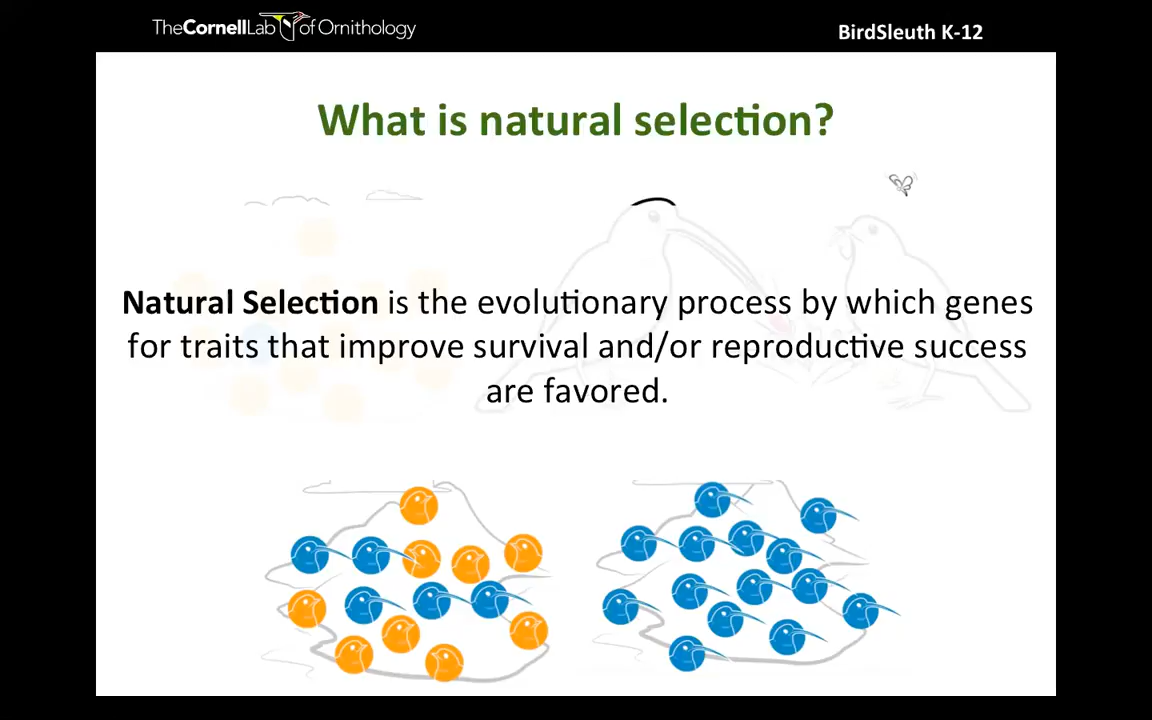 TheCornellLab of Ornithology
BirdSleuth K-12
What is natural selection?
Natural Selection is the evolutionary process by which genes
for traits that improve survival and/or reproductive success
are favored.